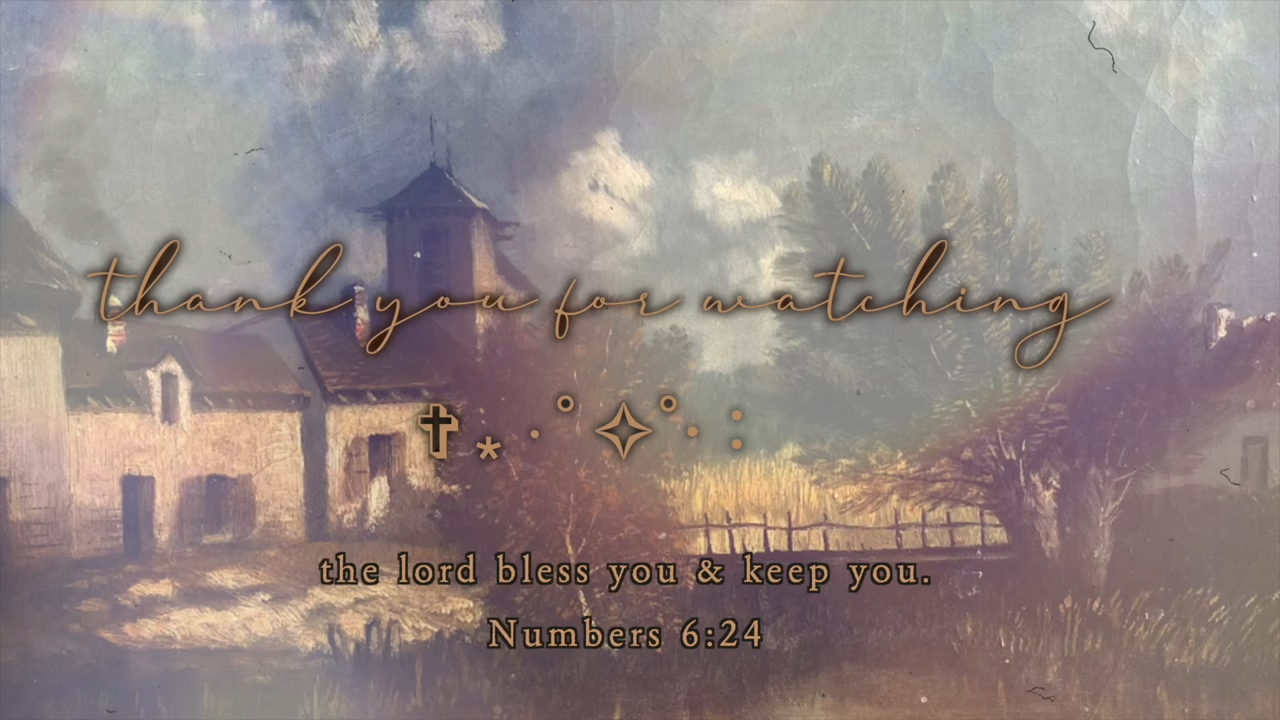 thank you for watching
✞⋆.·˚ ✧˚·:
the lord bless you & keep you.
Numbers 6:24